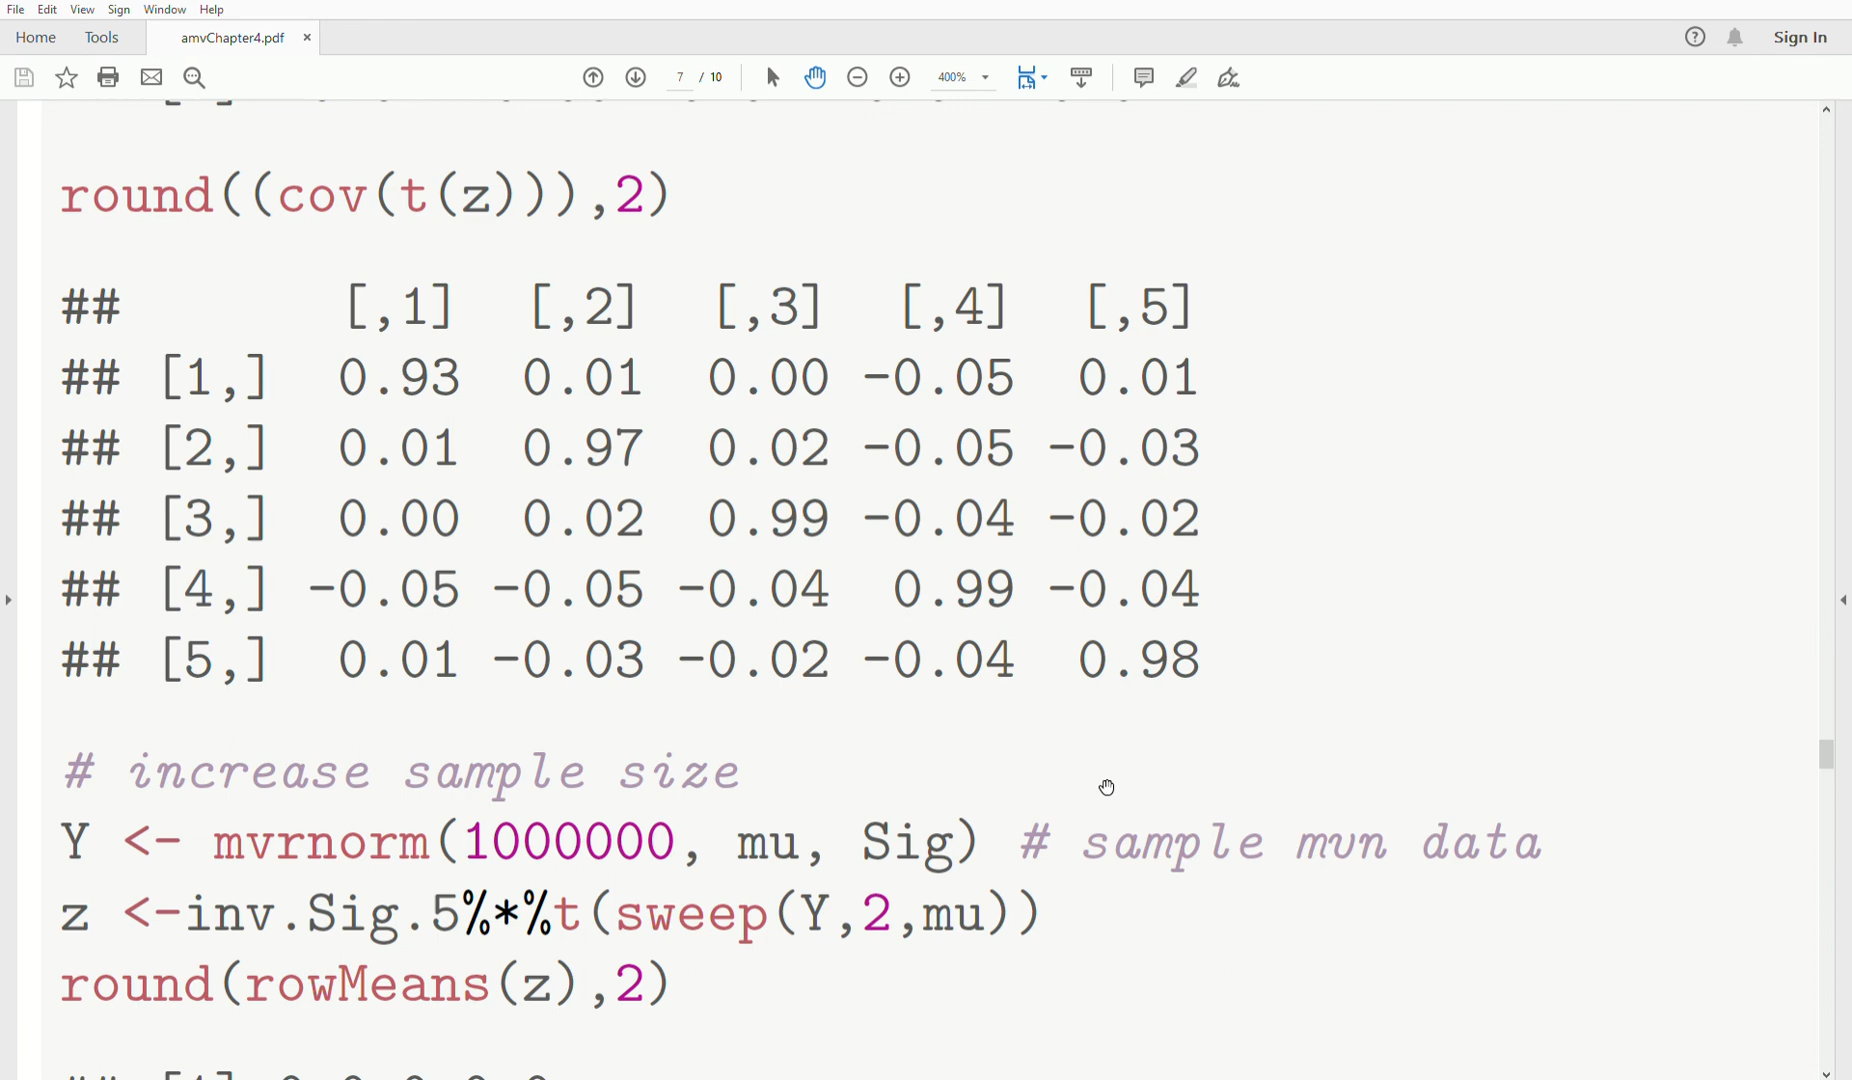 File Edit View Sign Window Help
Home Tools amvChapter4.pdf × Sign In
7 / 10 400%
round((cov(t(z))),2)
## [,1] [,2] [,3] [,4] [,5]
## [1,] 0.93 0.01 0.00 -0.05 0.01
## [2,] 0.01 0.97 0.02 -0.05 -0.03
## [3,] 0.00 0.02 0.99 -0.04 -0.02
## [4,] -0.05 -0.05 -0.04 0.99 -0.04
## [5,] 0.01 -0.03 -0.02 -0.04 0.98
# increase sample size
Y <- mvrnorm(1000000, mu, Sig) # sample mvn data
z <-inv.Sig.5%*%t(sweep(Y,2,mu))
round(rowMeans(z),2)